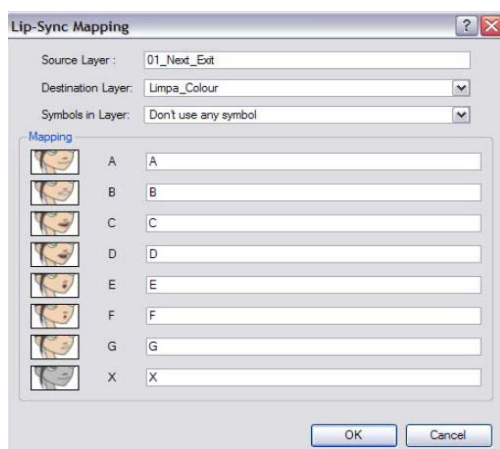 Lip-Sync Mapping
Source Layer : 01_Next_Exit
Destination Layer: Limpa_Colour
Symbols in Layer: Don't use any symbol
Mapping
A A
B B
C C
D D
E E
F F
G G
X X
OK Cancel